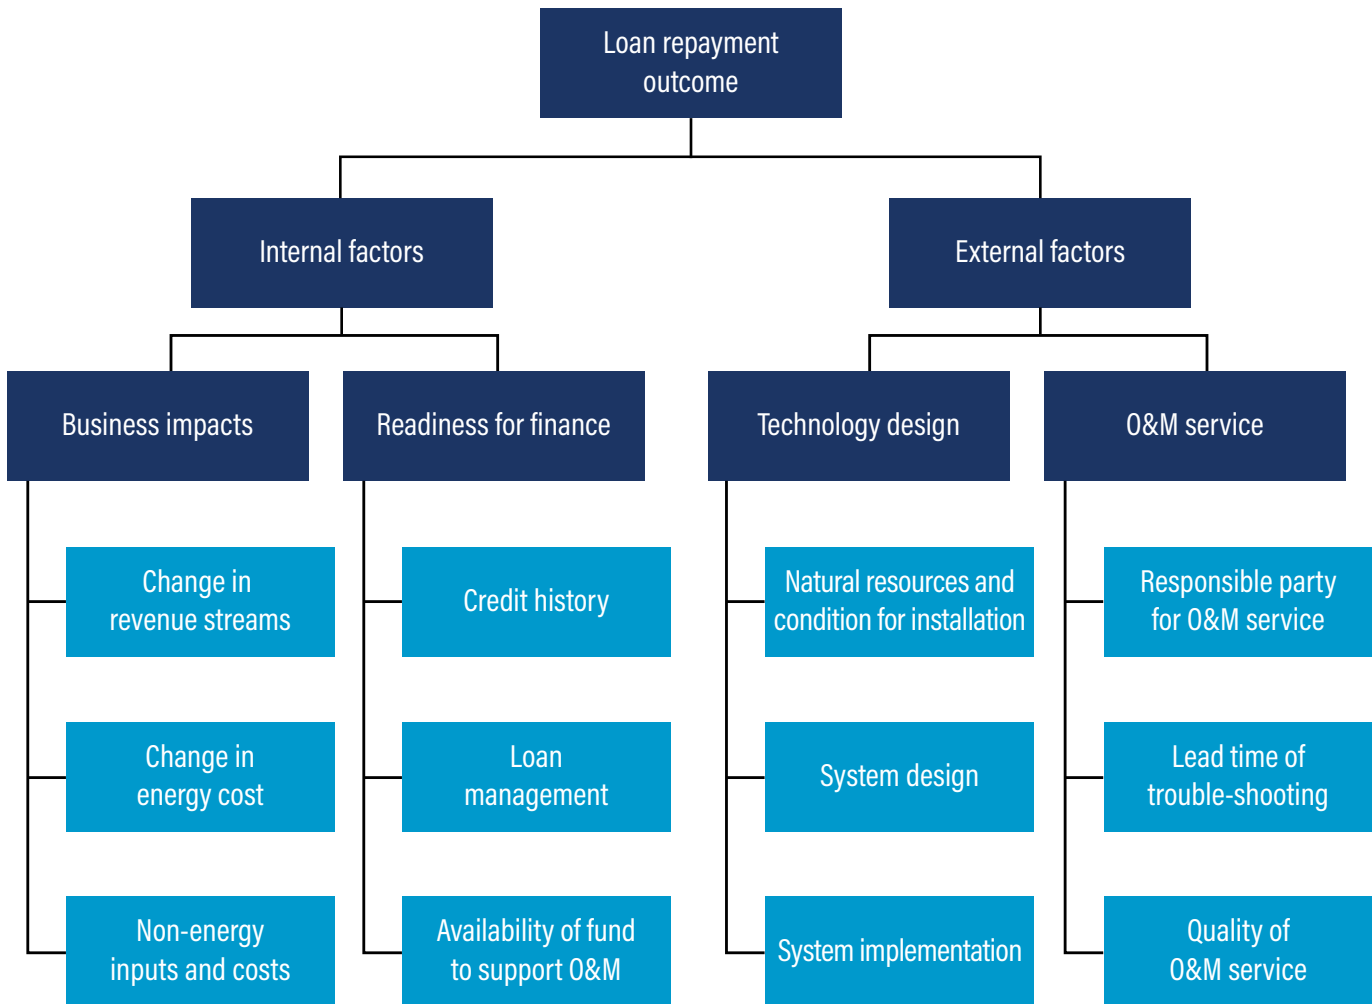 Loan repayment
outcome
Internal factors
External factors
Business impacts
Readiness for finance
Technology design
O&M service
Change in
revenue streams
Credit history
Natural resources and
condition for installation
Responsible party
for O&M service
Change in
energy cost
Loan
management
System design
Lead time of
trouble-shooting
Non-energy
inputs and costs
Availability of fund
to support O&M
System implementation
Quality of
O&M service